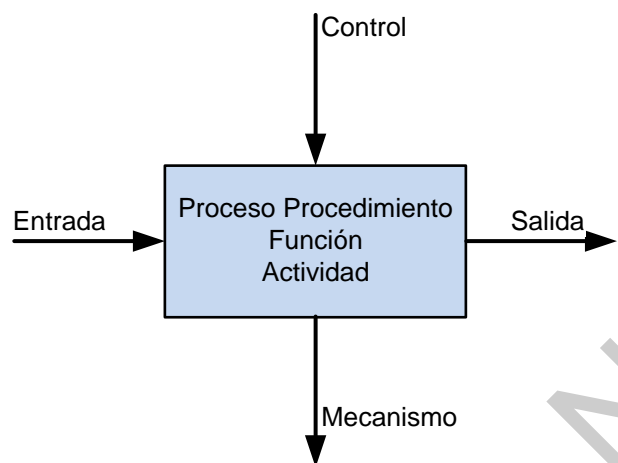 Control
Entrada
Proceso Procedimiento
Función
Actividad
Salida
Mecanismo